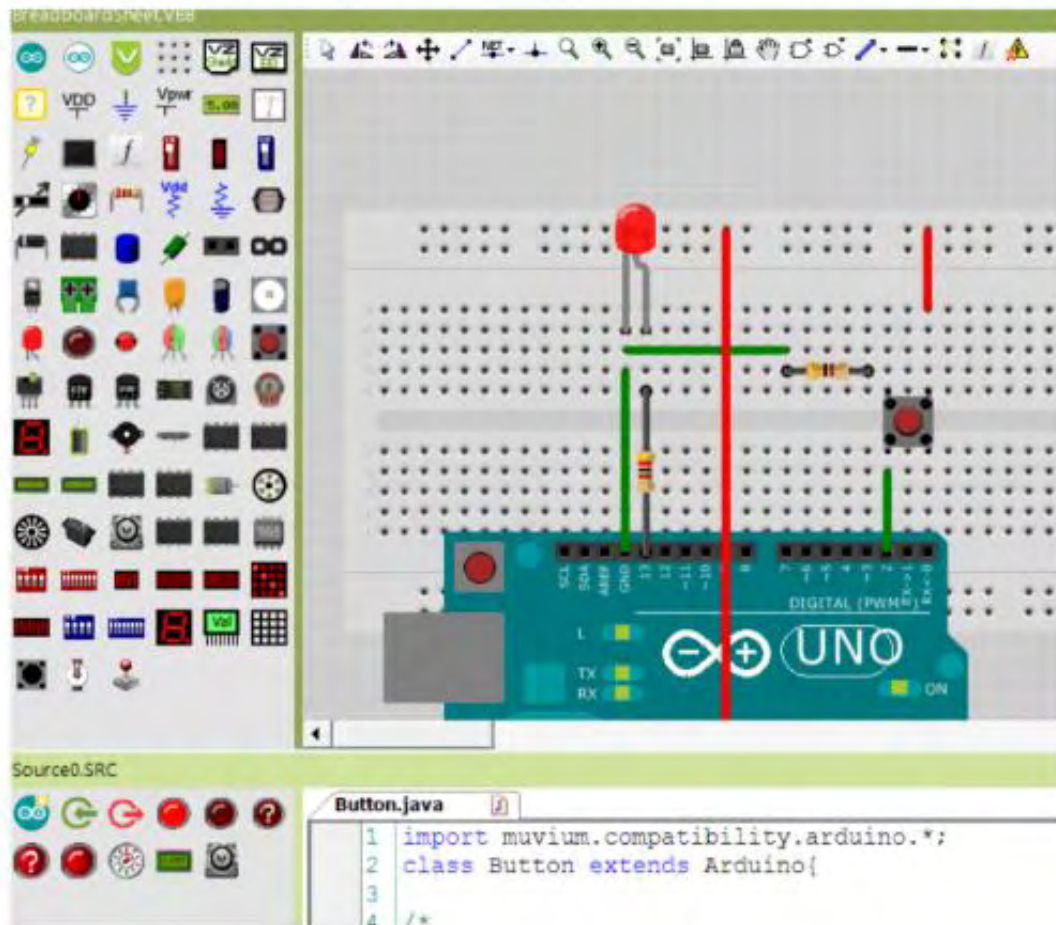 BreadboardSheet.VBB
NET
VDD
Vpwr
5.00
Vdd
SCL
SDA
AREF
GND
13
12
~11
~10
8
7
~6
~5
4
~3
2
TX->1
RX<-0
DIGITAL (PWM~)
L
TX
RX
UNO
ON
Val
Source0.SRC
Button.java
1 import muvium.compatibility.arduino.*;
2 class Button extends Arduino{
3
4 /*